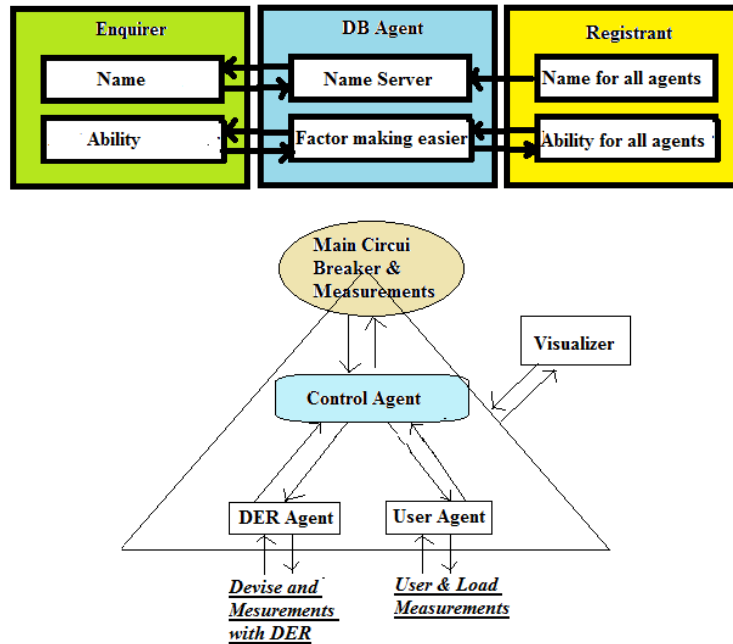 Enquirer
DB Agent
Registrant
Name
Name Server
Name for all agents
Ability
Factor making easier
Ability for all agents
Main Circui
Breaker &
Measurements
Visualizer
Control Agent
DER Agent
User Agent
Devise and
Mesurements
with DER
User & Load
Measurements